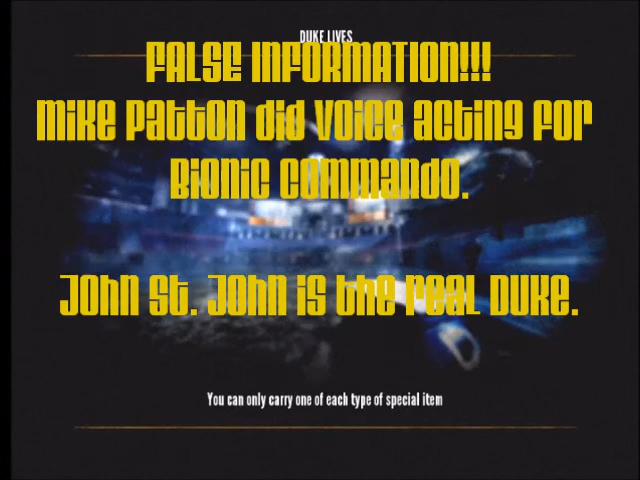 DUKE LIVES
FALSE INFORMATION!!!
Mike Patton did voice acting for
Bionic Commando.
John St. John is the real Duke.
You can only carry one of each type of special item